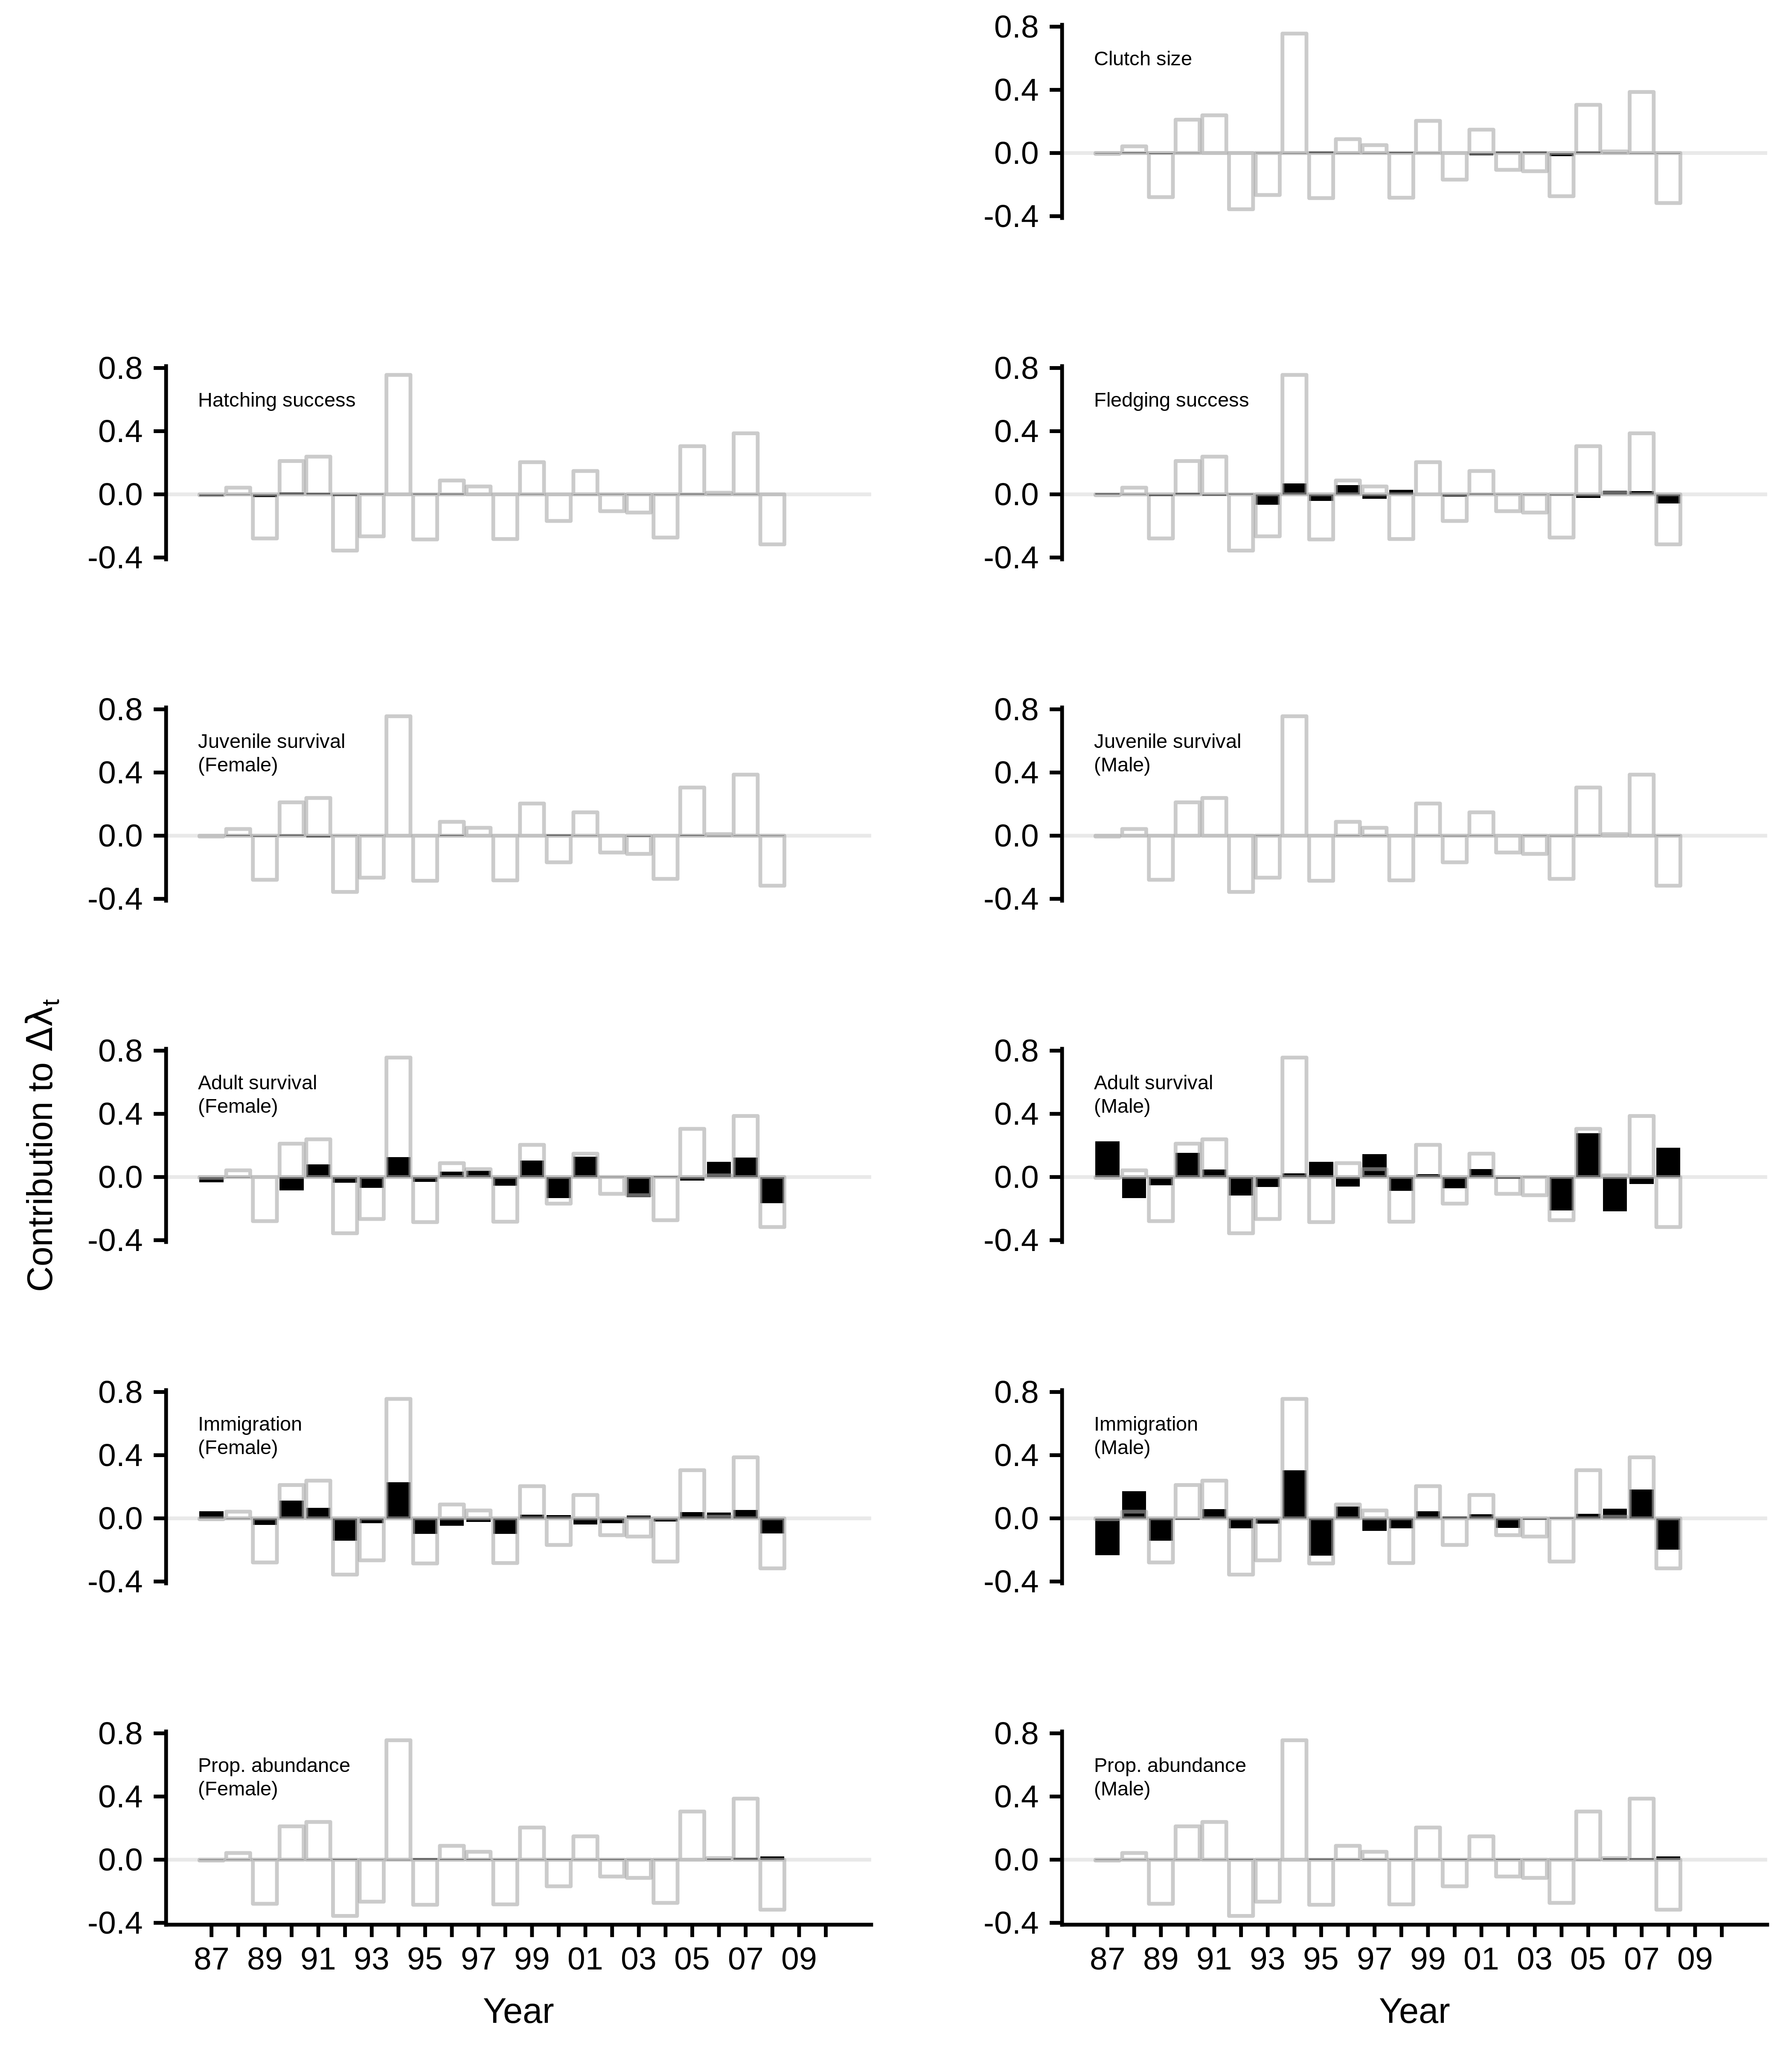 0.8
0.4
0.0
-0.4
Clutch size
0.8
0.4
0.0
-0.4
Hatching success
0.8
0.4
0.0
-0.4
Fledging success
0.8
0.4
0.0
-0.4
Juvenile survival
(Female)
0.8
0.4
0.0
-0.4
Juvenile survival
(Male)
Contribution to Δλt
0.8
0.4
0.0
-0.4
Adult survival
(Female)
0.8
0.4
0.0
-0.4
Adult survival
(Male)
0.8
0.4
0.0
-0.4
Immigration
(Female)
0.8
0.4
0.0
-0.4
Immigration
(Male)
0.8
0.4
0.0
-0.4
Prop. abundance
(Female)
87 89 91 93 95 97 99 01 03 05 07 09
Year
0.8
0.4
0.0
-0.4
Prop. abundance
(Male)
87 89 91 93 95 97 99 01 03 05 07 09
Year